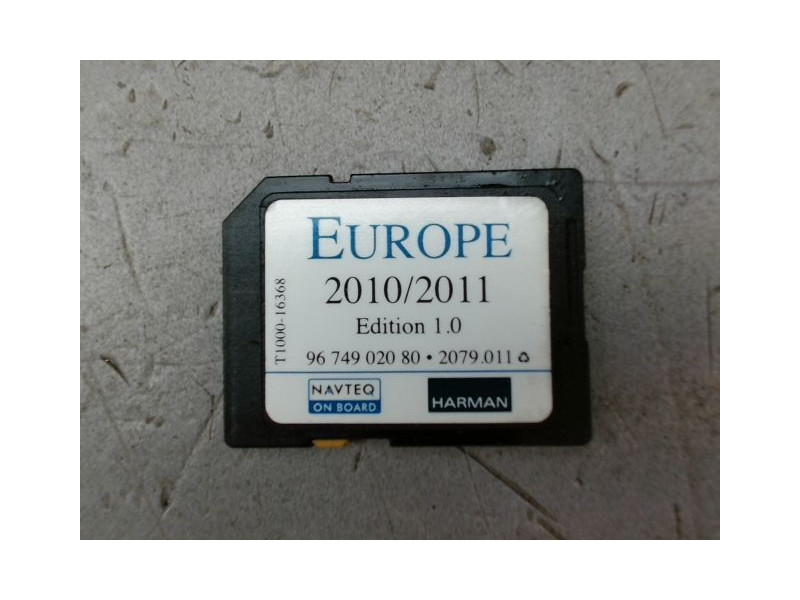 EUROPE
2010/2011
Edition 1.0
T1000-16368
96 749 020 80 • 2079.011
NAVTEQ
ON BOARD
HARMAN